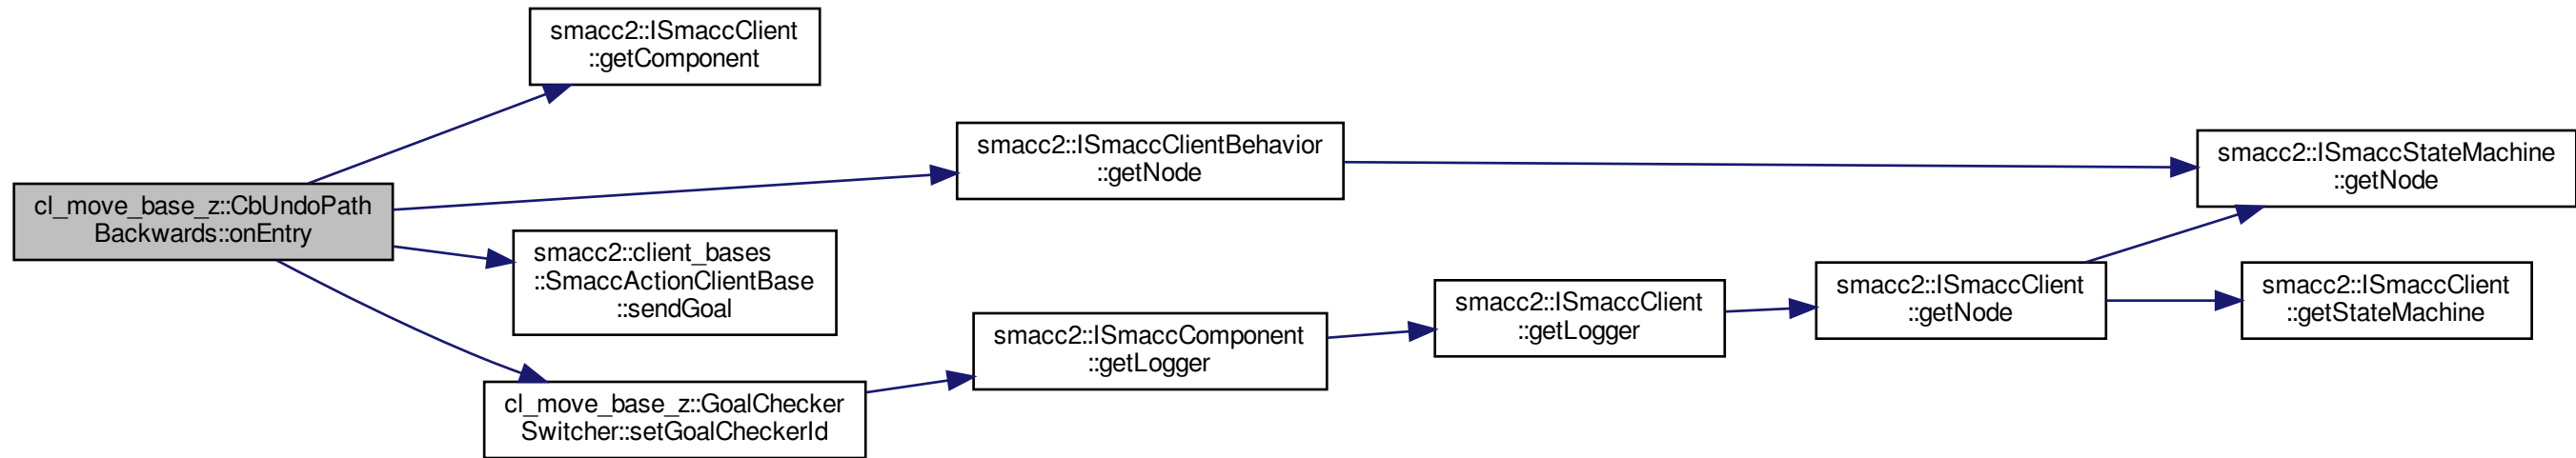 smacc2::ISmaccClient
::getComponent
smacc2::ISmaccClientBehavior
::getNode
smacc2::ISmaccStateMachine
::getNode
cl_move_base_z::CbUndoPath
Backwards::onEntry
smacc2::client_bases
::SmaccActionClientBase
::sendGoal
smacc2::ISmaccClient
::getNode
smacc2::ISmaccClient
::getStateMachine
smacc2::ISmaccClient
::getLogger
smacc2::ISmaccComponent
::getLogger
cl_move_base_z::GoalChecker
Switcher::setGoalCheckerId